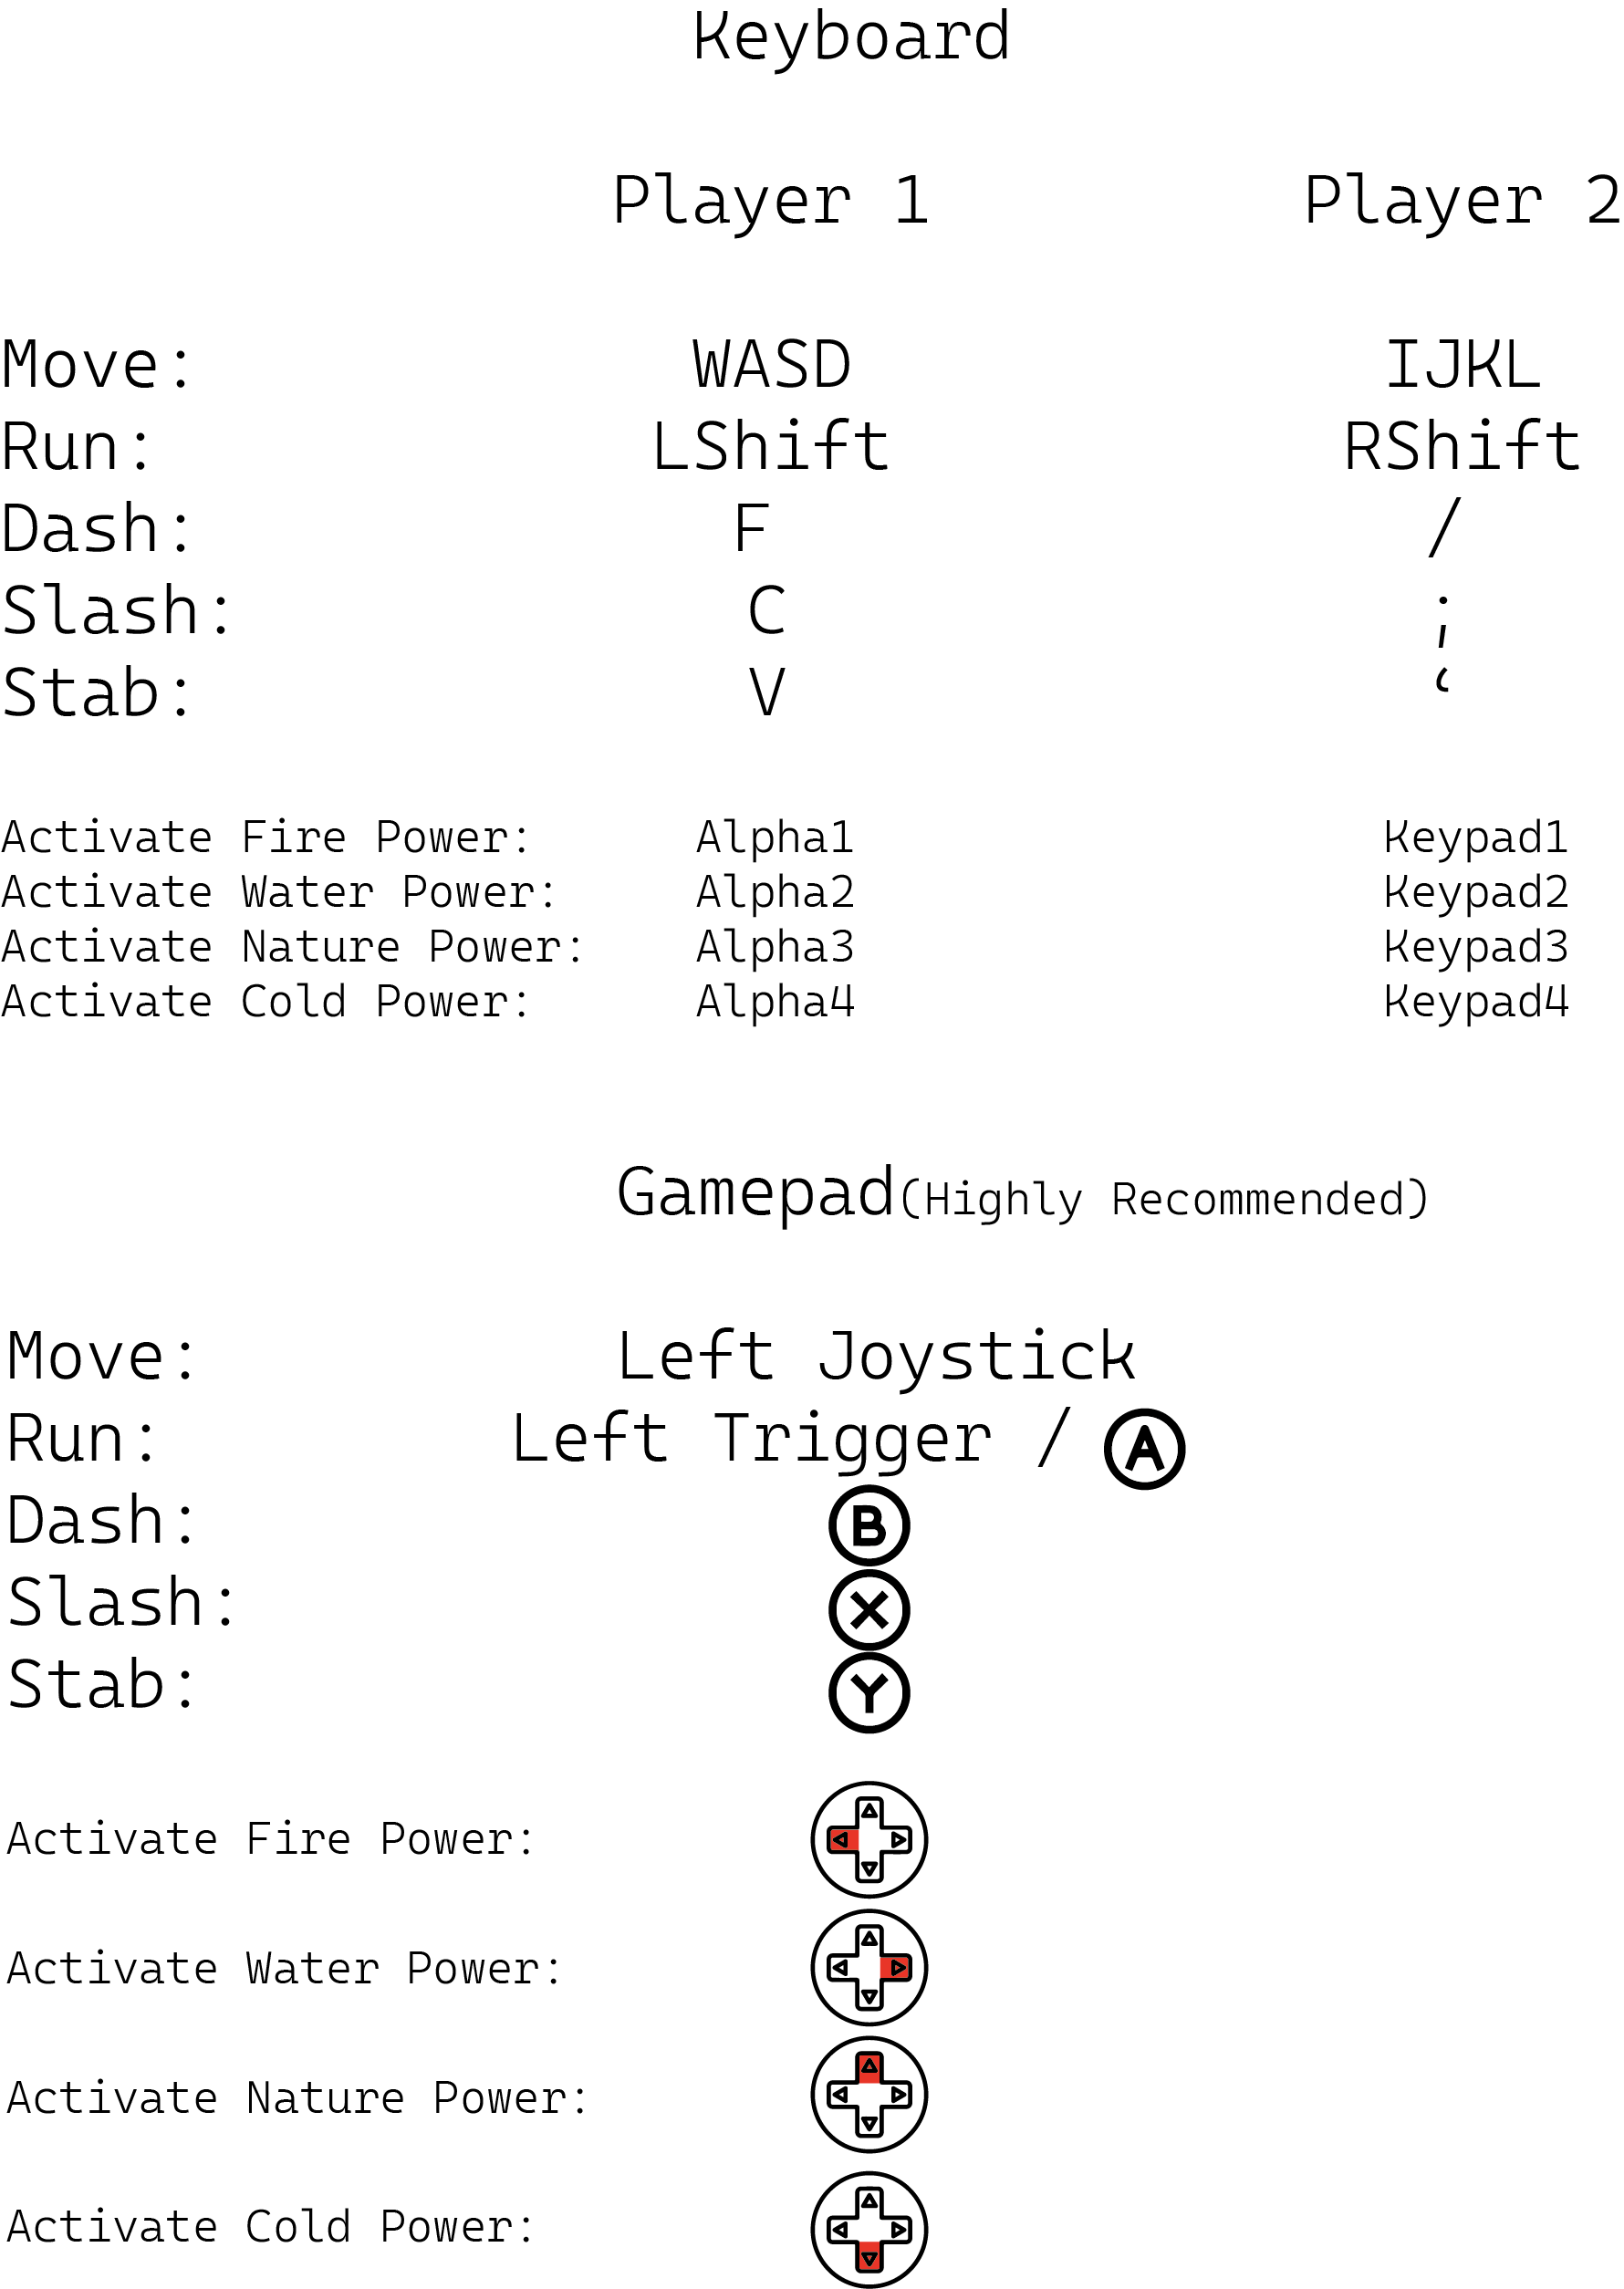 Keyboard
Player 1 Player 2
Move: WASD IJKL
Run: LShift RShift
Dash: F /
Slash: C ;
Stab: V ‘
Activate Fire Power: Alpha1 Keypad1
Activate Water Power: Alpha2 Keypad2
Activate Nature Power: Alpha3 Keypad3
Activate Cold Power: Alpha4 Keypad4
Gamepad(Highly Recommended)
Move: Left Joystick
Run: Left Trigger / A
Dash: B
Slash: X
Stab: Y
Activate Fire Power:
Activate Water Power:
Activate Nature Power:
Activate Cold Power: